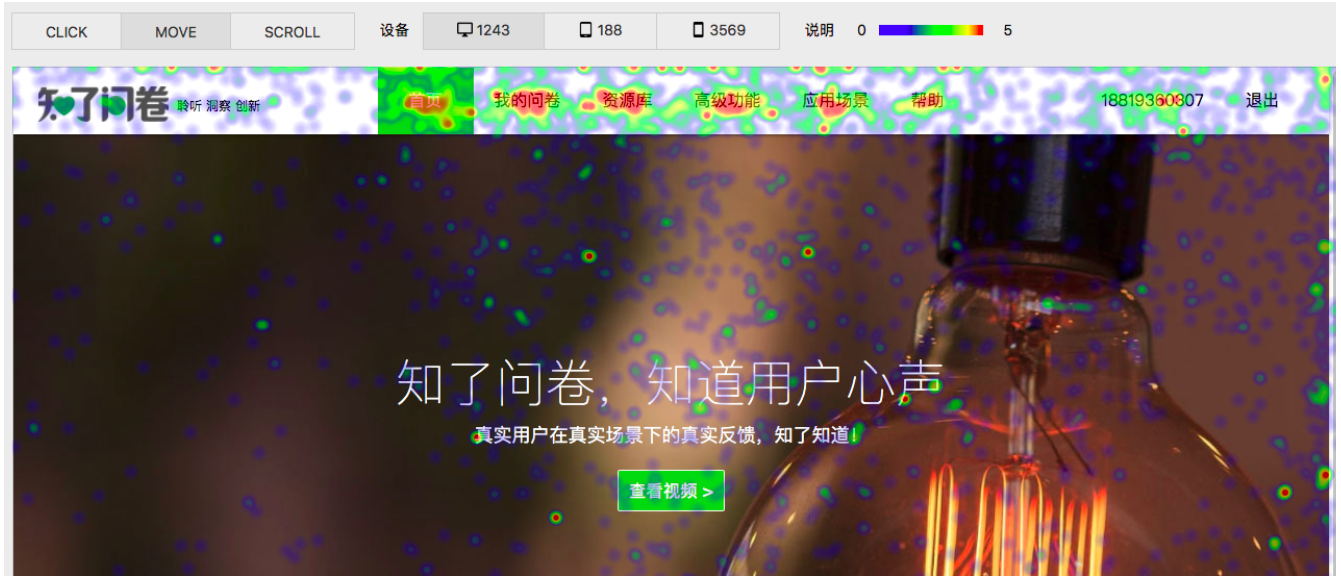 CLICK MOVE SCROLL 设备 1243 188 3569 说明 0 5
知了问卷 聆听 洞察 创新 首页 我的问卷 资源库 高级功能 应用场景 帮助 18819360807 退出
知了问卷，知道用户心声
真实用户在真实场景下的真实反馈，知了知道！
查看视频 >